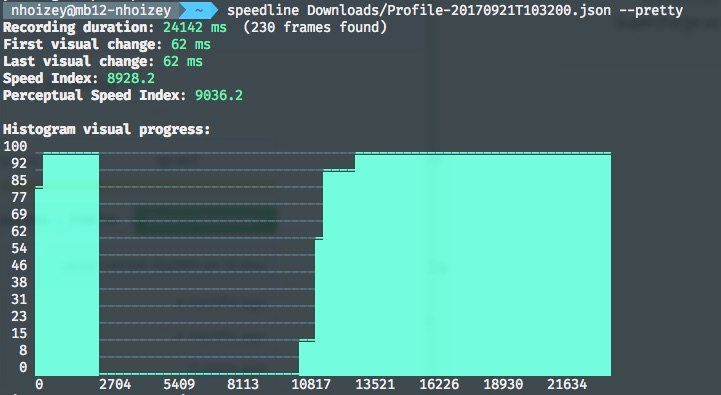 nhoizey@mb12-nhoizey ~ speedline Downloads/Profile-20170921T103200.json --pretty
Recording duration: 24142 ms (230 frames found)
First visual change: 62 ms
Last visual change: 62 ms
Speed Index: 8928.2
Perceptual Speed Index: 9036.2
Histogram visual progress:
100
92
85
77
69
62
54
46
38
31
23
15
8
0
0 2704 5409 8113 10817 13521 16226 18930 21634